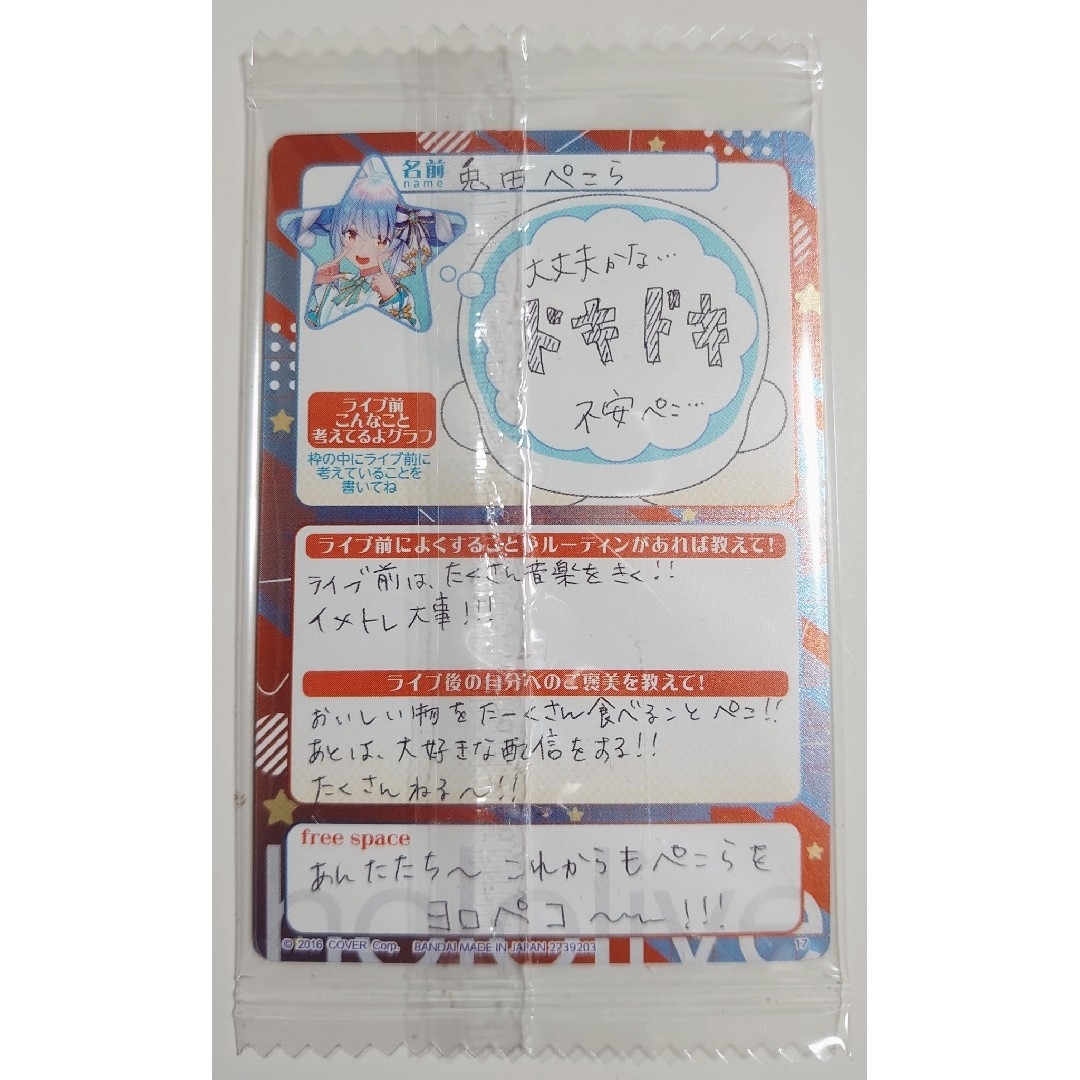 名前
name
兎田ぺこら
大丈夫かな…
ドキドキ
不安ぺこ…
ライブ前
こんなこと
考えてるよグラフ
枠の中にライブ前に
考えていることを
書いてね
ライブ前によくすることやルーティンがあれば教えて!
ライブ前は、たくさん音楽をきく!!
イメトレ大事!!!
ライブ後の自分へのご褒美を教えて!
おいしい物をたーくさん食べることぺこ!!
あとは、大好きな配信をする!!
たくさんねる〜!!
free space
あんたたち〜 これからもぺこらを
ヨロペコ〜〜!!!
hololive
© 2016 COVER Corp. BANDAI MADE IN JAPAN 2739203
17